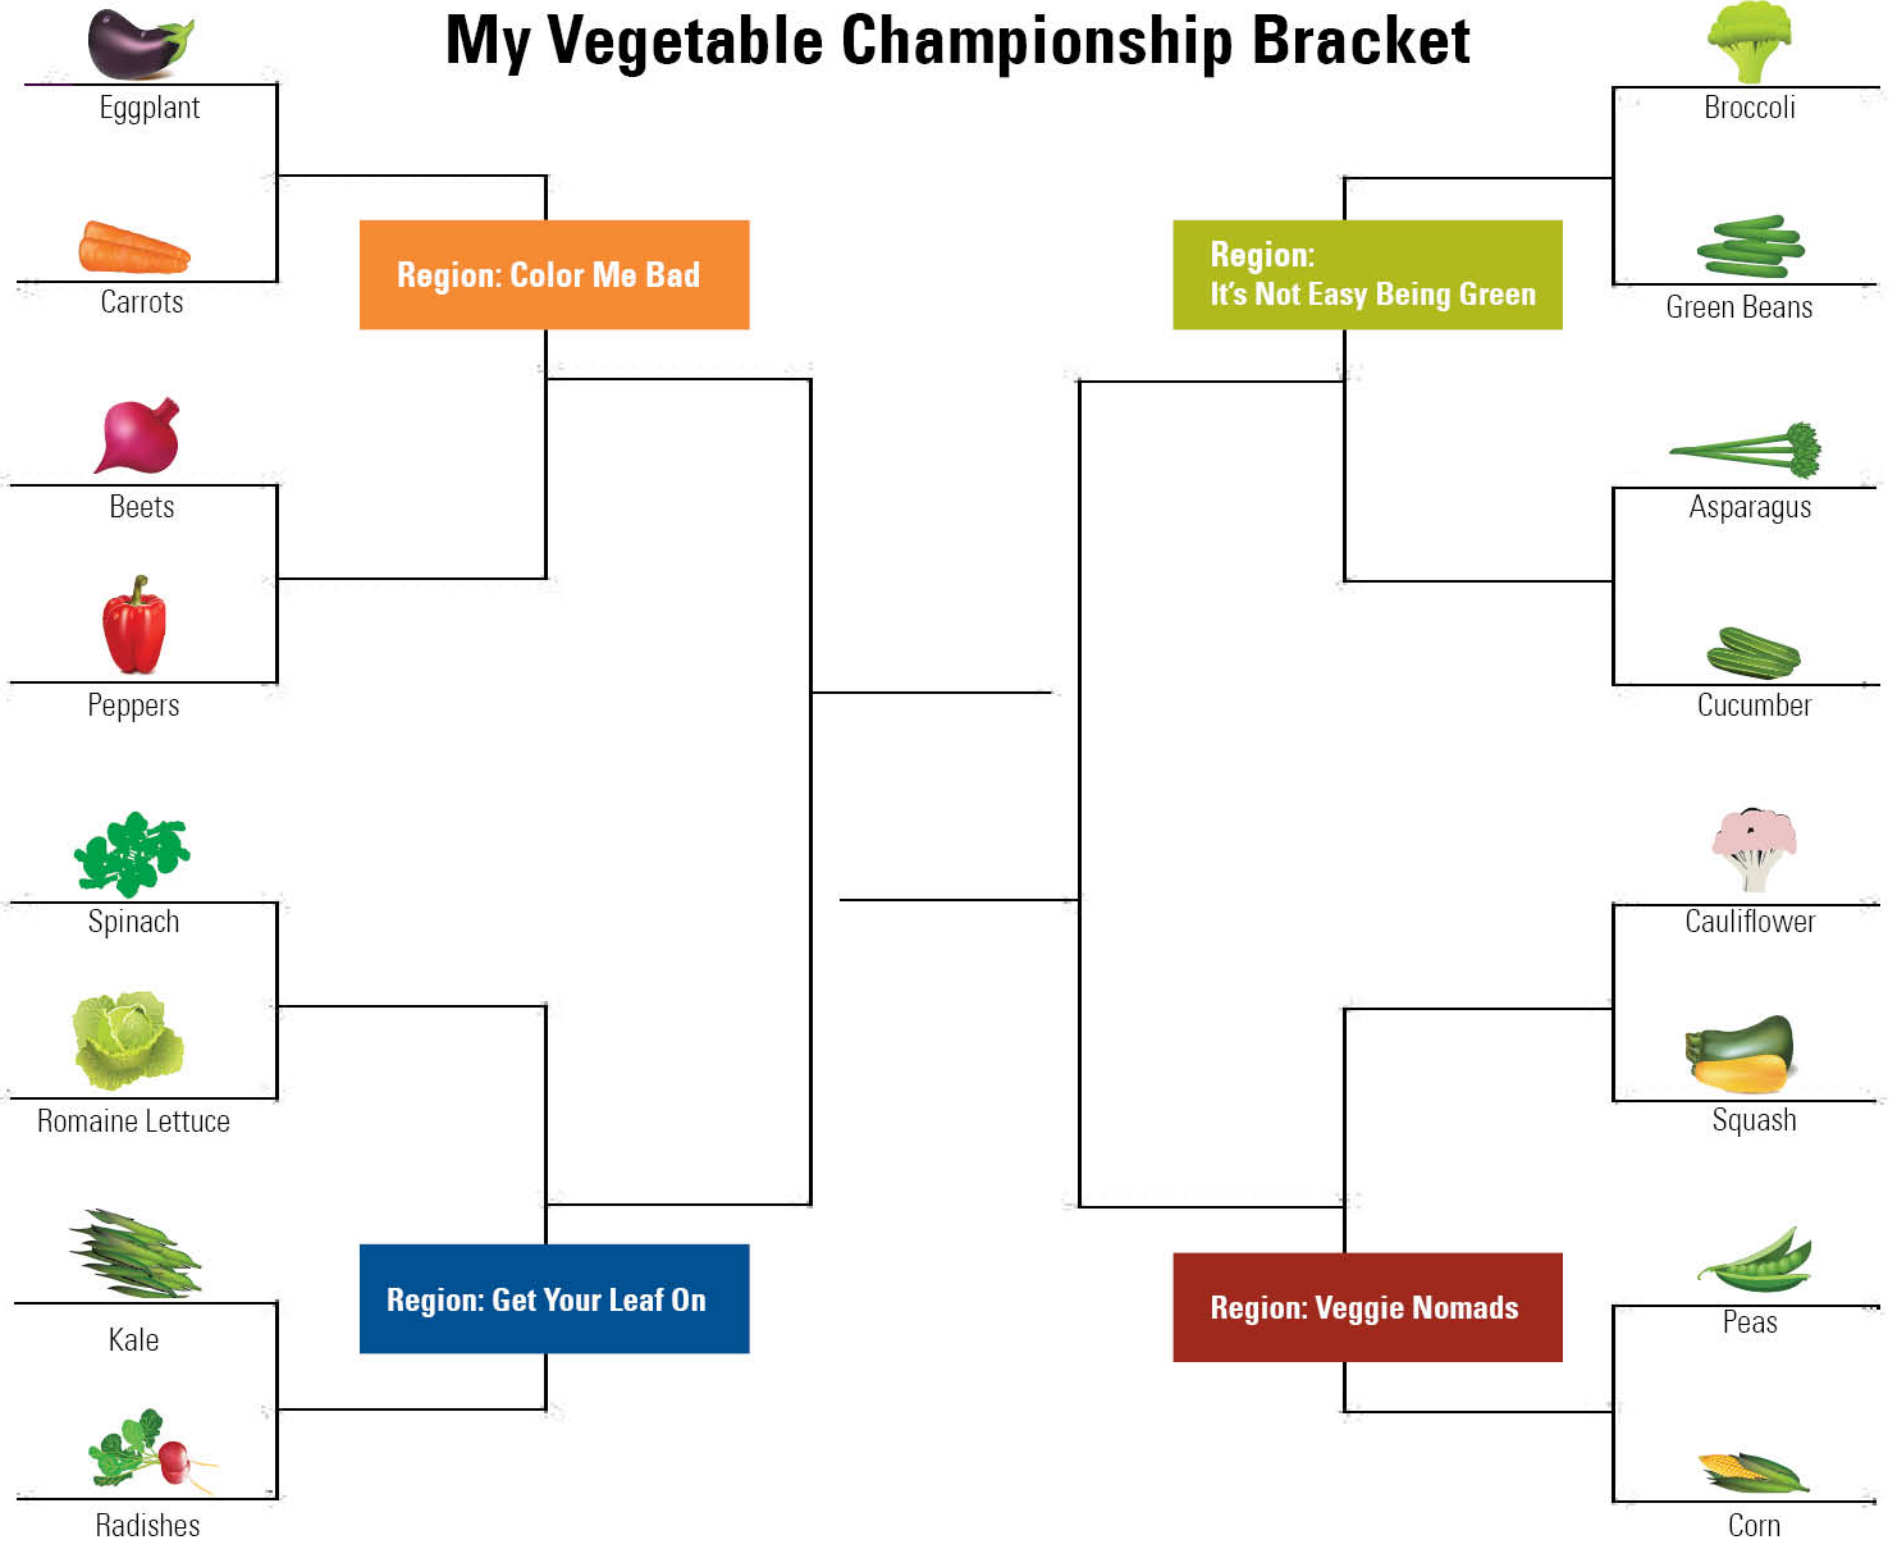 My Vegetable Championship Bracket
Eggplant
Carrots
Region: Color Me Bad
Beets
Peppers
Spinach
Romaine Lettuce
Kale
Region: Get Your Leaf On
Radishes
Broccoli
Region:
It's Not Easy Being Green
Green Beans
Asparagus
Cucumber
Cauliflower
Squash
Region: Veggie Nomads
Peas
Corn